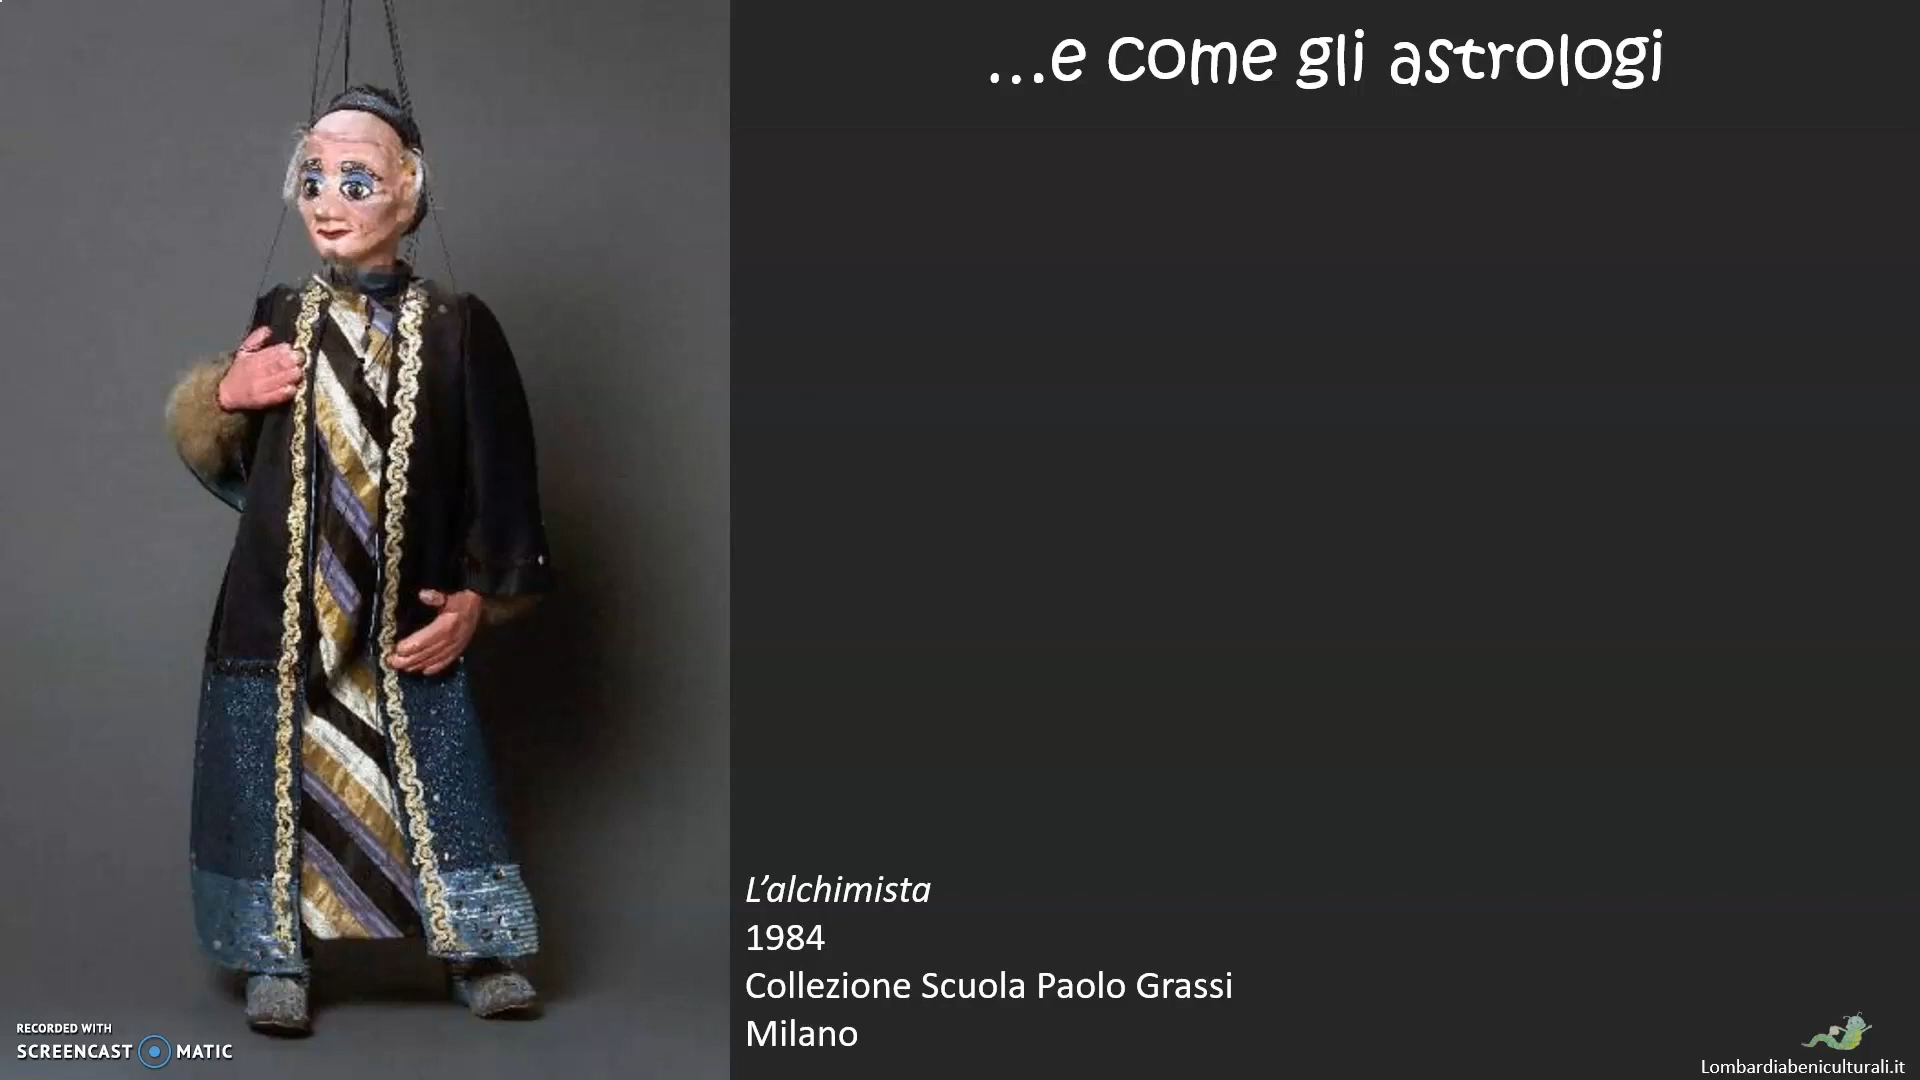 ...e come gli astrologi
L'alchimista
1984
Collezione Scuola Paolo Grassi
Milano
RECORDED WITH
SCREENCAST MATIC
Lombardiabeniculturali.it